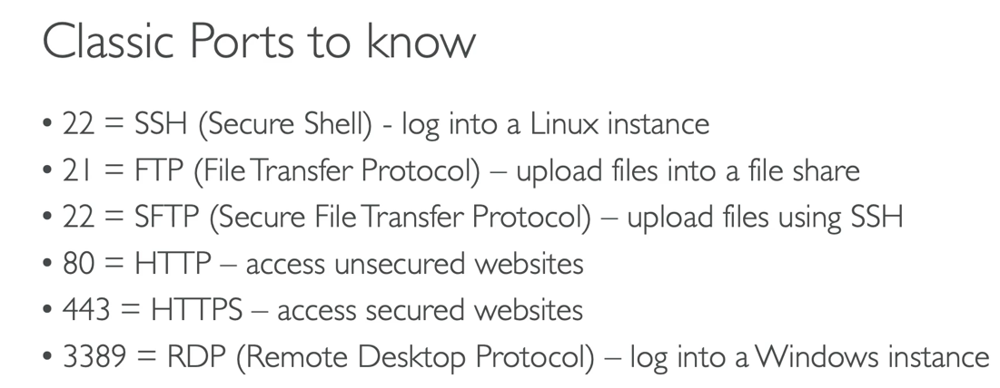 Classic Ports to know
• 22 = SSH (Secure Shell) - log into a Linux instance
• 21 = FTP (File Transfer Protocol) – upload files into a file share
• 22 = SFTP (Secure File Transfer Protocol) – upload files using SSH
• 80 = HTTP – access unsecured websites
• 443 = HTTPS – access secured websites
• 3389 = RDP (Remote Desktop Protocol) – log into a Windows instance